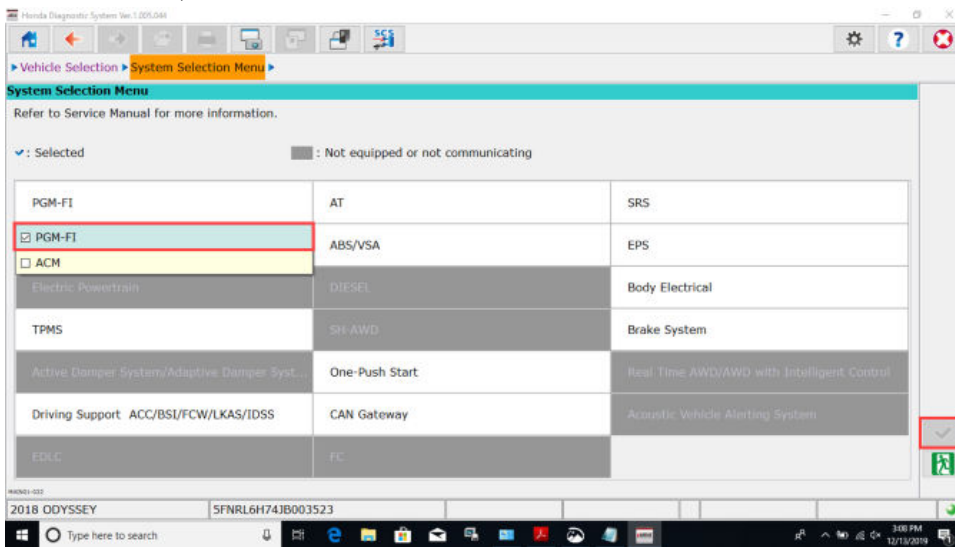 Honda Diagnostic System Ver.1.005.044
SCS
Vehicle Selection System Selection Menu
System Selection Menu
Refer to Service Manual for more information.
: Selected : Not equipped or not communicating
PGM-FI AT SRS
PGM-FI
ABS/VSA EPS
ACM
Electric Powertrain DIESEL Body Electrical
TPMS SH-AWD Brake System
Active Damper System/Adaptive Damper Syst... One-Push Start Real Time AWD/AWD with Intelligent Control
Driving Support ACC/BSI/FCW/LKAS/IDSS CAN Gateway Acoustic Vehicle Alerting System
EDLC FC
2018 ODYSSEY 5FNRL6H74JB003523
Type here to search
3:08 PM
12/13/2019